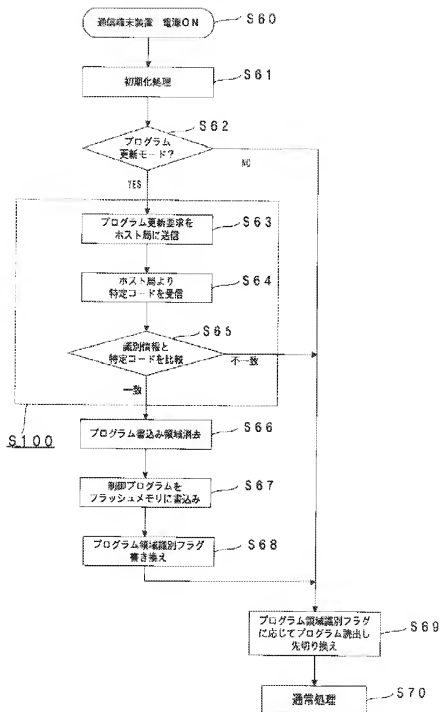 通信端末装置 電源ON
S60
初期化処理
S61
プログラム
更新モード?
S62
NO
YES
プログラム更新要求を
ホスト局に送信
S63
ホスト局より
特定コードを受信
S64
識別情報と
特定コードを比較
S65
不一致
一致
S100
プログラム書込み領域消去
S66
制御プログラムを
フラッシュメモリに書込み
S67
プログラム領域識別フラグ
書き換え
S68
プログラム領域識別フラグ
に応じてプログラム読出し
先切り換え
S69
通常処理
S70